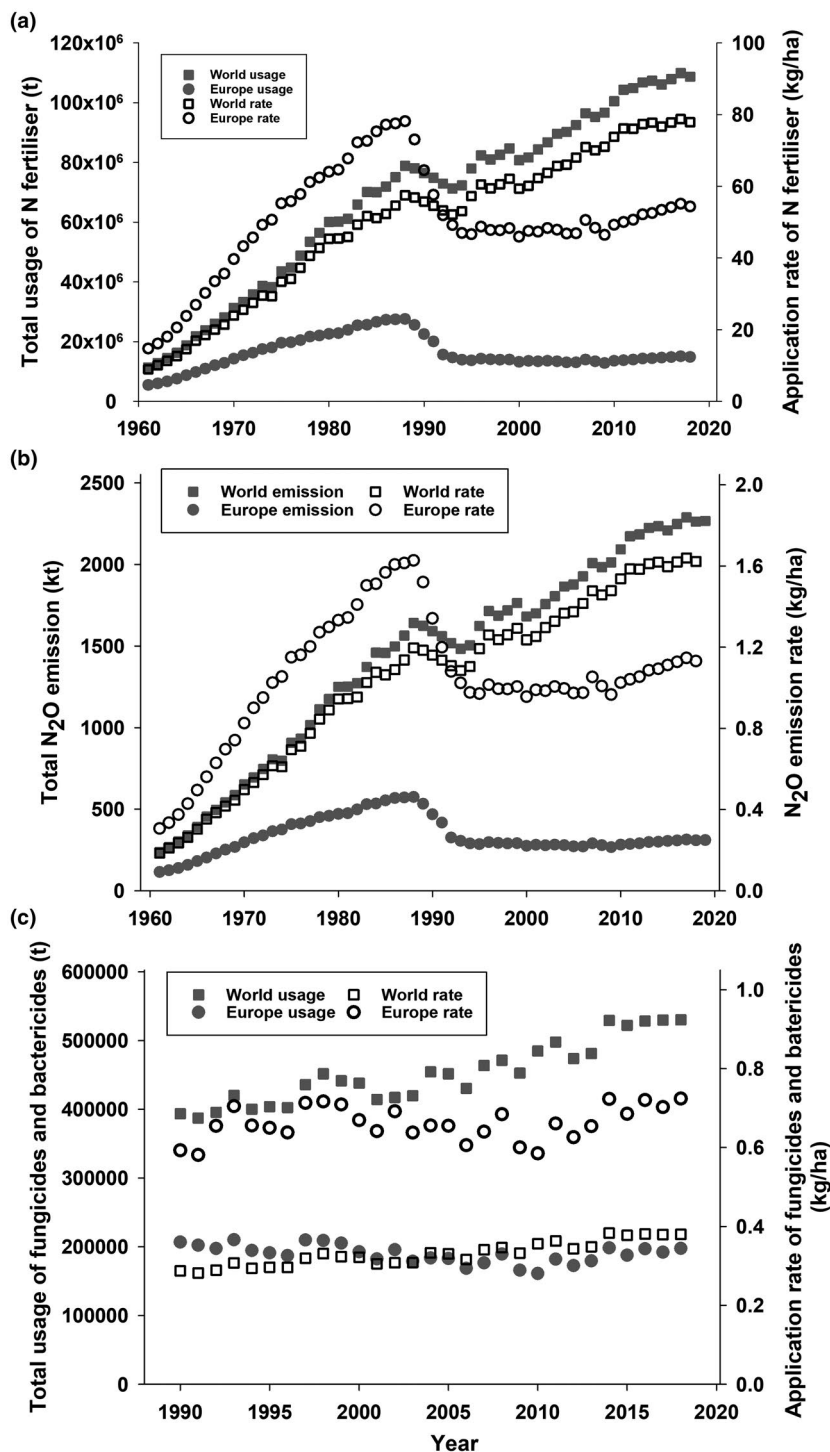 (a)
Total usage of N fertiliser (t)
120x10⁶
100x10⁶
80x10⁶
60x10⁶
40x10⁶
20x10⁶
0
World usage
Europe usage
World rate
Europe rate
100
80
60
40
20
0
Application rate of N fertiliser (kg/ha)
1960 1970 1980 1990 2000 2010 2020
(b)
Total N₂O emission (kt)
2500
2000
1500
1000
500
0
World emission World rate
Europe emission Europe rate
2.0
1.6
1.2
0.8
0.4
0.0
N₂O emission rate (kg/ha)
1960 1970 1980 1990 2000 2010 2020
(c)
Total usage of fungicides and bactericides (t)
600000
500000
400000
300000
200000
100000
0
World usage World rate
Europe usage Europe rate
1.0
0.8
0.6
0.4
0.2
0.0
Application rate of fungicides and batericides
(kg/ha)
1990 1995 2000 2005 2010 2015 2020
Year